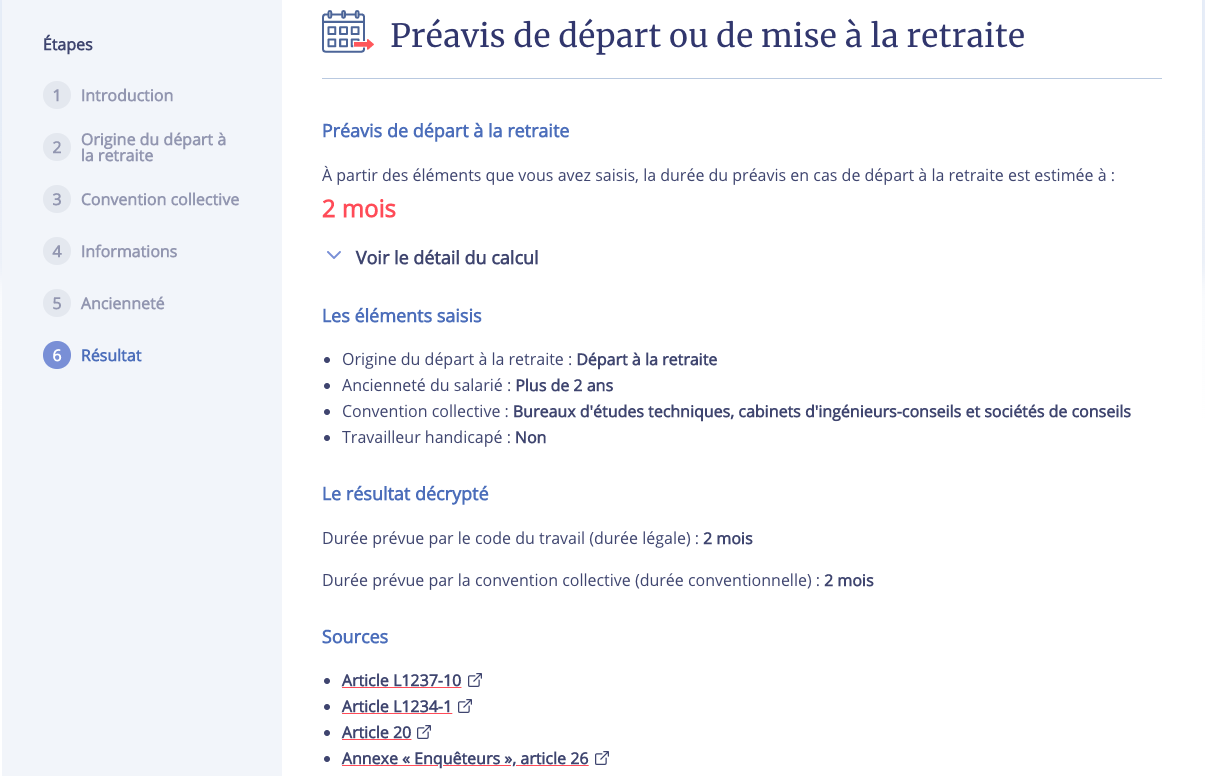 Étapes
1 Introduction
2 Origine du départ à
la retraite
3 Convention collective
4 Informations
5 Ancienneté
6 Résultat
Préavis de départ ou de mise à la retraite
Préavis de départ à la retraite
À partir des éléments que vous avez saisis, la durée du préavis en cas de départ à la retraite est estimée à :
2 mois
Voir le détail du calcul
Les éléments saisis
• Origine du départ à la retraite : Départ à la retraite
• Ancienneté du salarié : Plus de 2 ans
• Convention collective : Bureaux d'études techniques, cabinets d'ingénieurs-conseils et sociétés de conseils
• Travailleur handicapé : Non
Le résultat décrypté
Durée prévue par le code du travail (durée légale) : 2 mois
Durée prévue par la convention collective (durée conventionnelle) : 2 mois
Sources
• Article L1237-10
• Article L1234-1
• Article 20
• Annexe « Enquêteurs », article 26